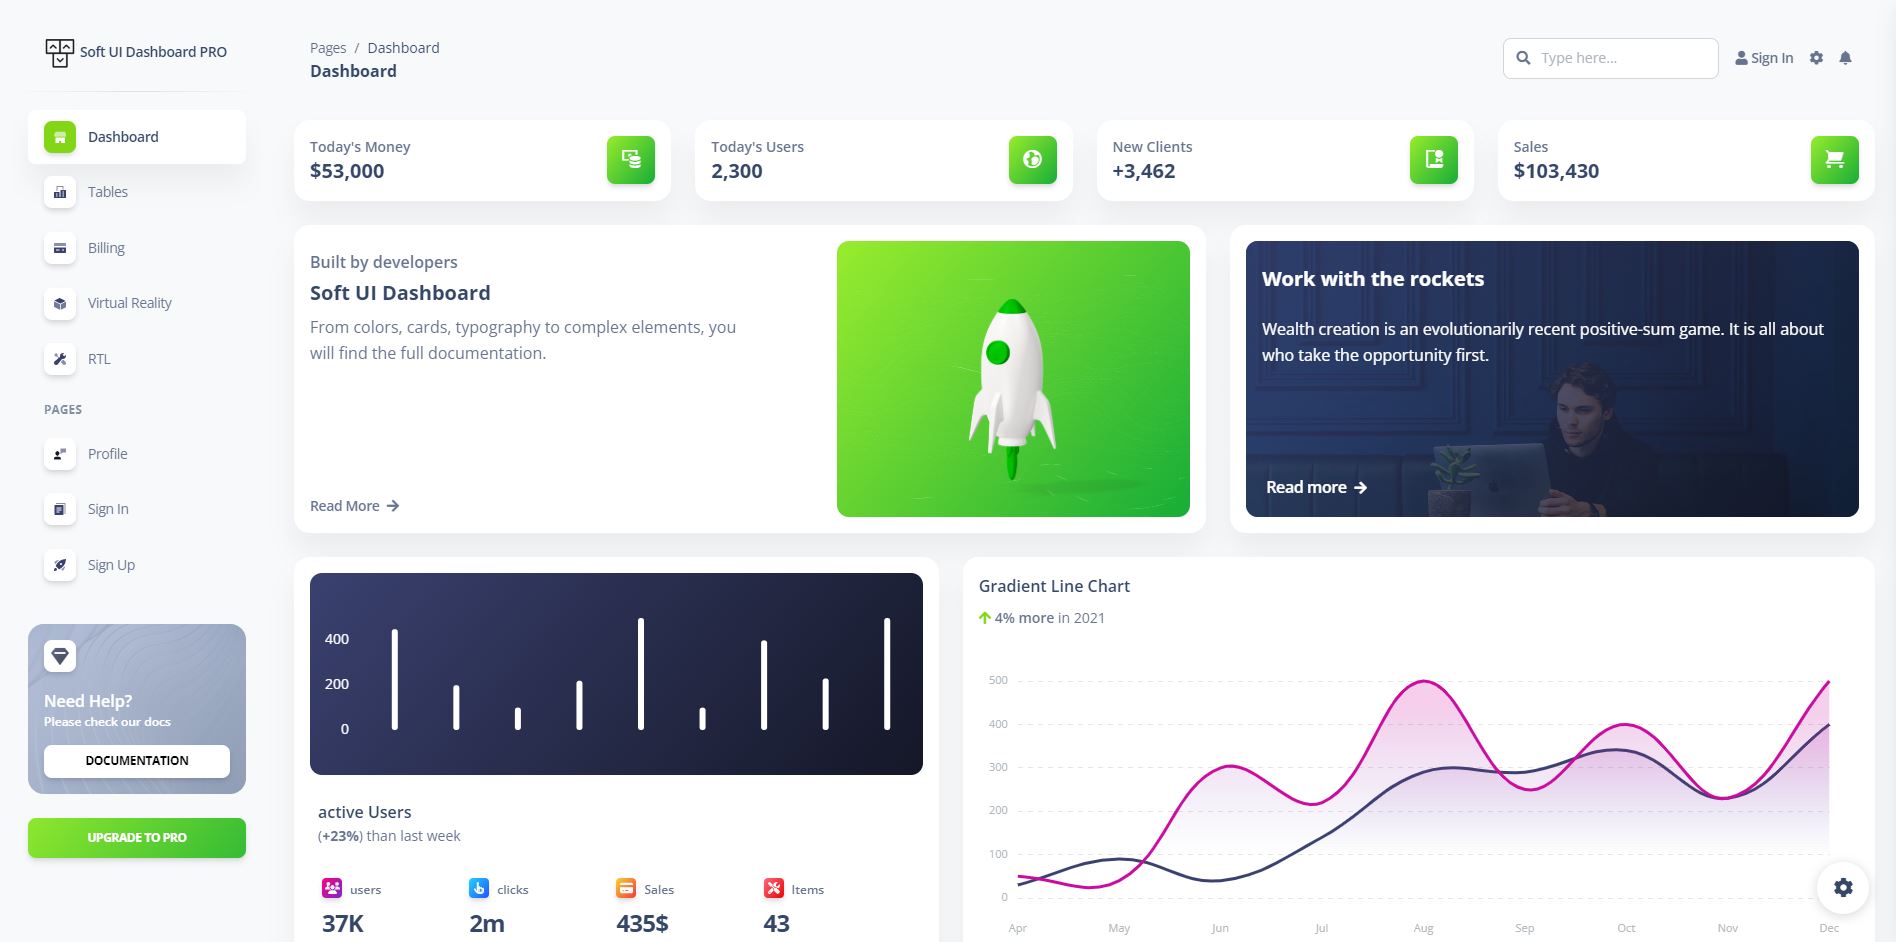 Soft UI Dashboard PRO
Dashboard
Tables
Billing
Virtual Reality
RTL
PAGES
Profile
Sign In
Sign Up
Need Help?
Please check our docs
DOCUMENTATION
UPGRADE TO PRO
Pages / Dashboard
Dashboard
Type here...
Sign In
Today's Money
$53,000
Today's Users
2,300
New Clients
+3,462
Sales
$103,430
Built by developers
Soft UI Dashboard
From colors, cards, typography to complex elements, you
will find the full documentation.
Read More
Work with the rockets
Wealth creation is an evolutionarily recent positive-sum game. It is all about
who take the opportunity first.
Read more
400
200
0
active Users
(+23%) than last week
users
37K
clicks
2m
Sales
435$
Items
43
Gradient Line Chart
4% more in 2021
500
400
300
200
100
0
Apr May Jun Jul Aug Sep Oct Nov Dec